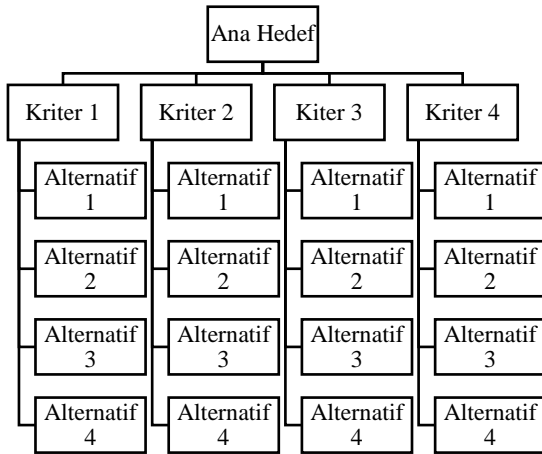 Ana Hedef
Kriter 1
Kriter 2
Kiter 3
Kriter 4
Alternatif
1
Alternatif
1
Alternatif
1
Alternatif
1
Alternatif
2
Alternatif
2
Alternatif
2
Alternatif
2
Alternatif
3
Alternatif
3
Alternatif
3
Alternatif
3
Alternatif
4
Alternatif
4
Alternatif
4
Alternatif
4